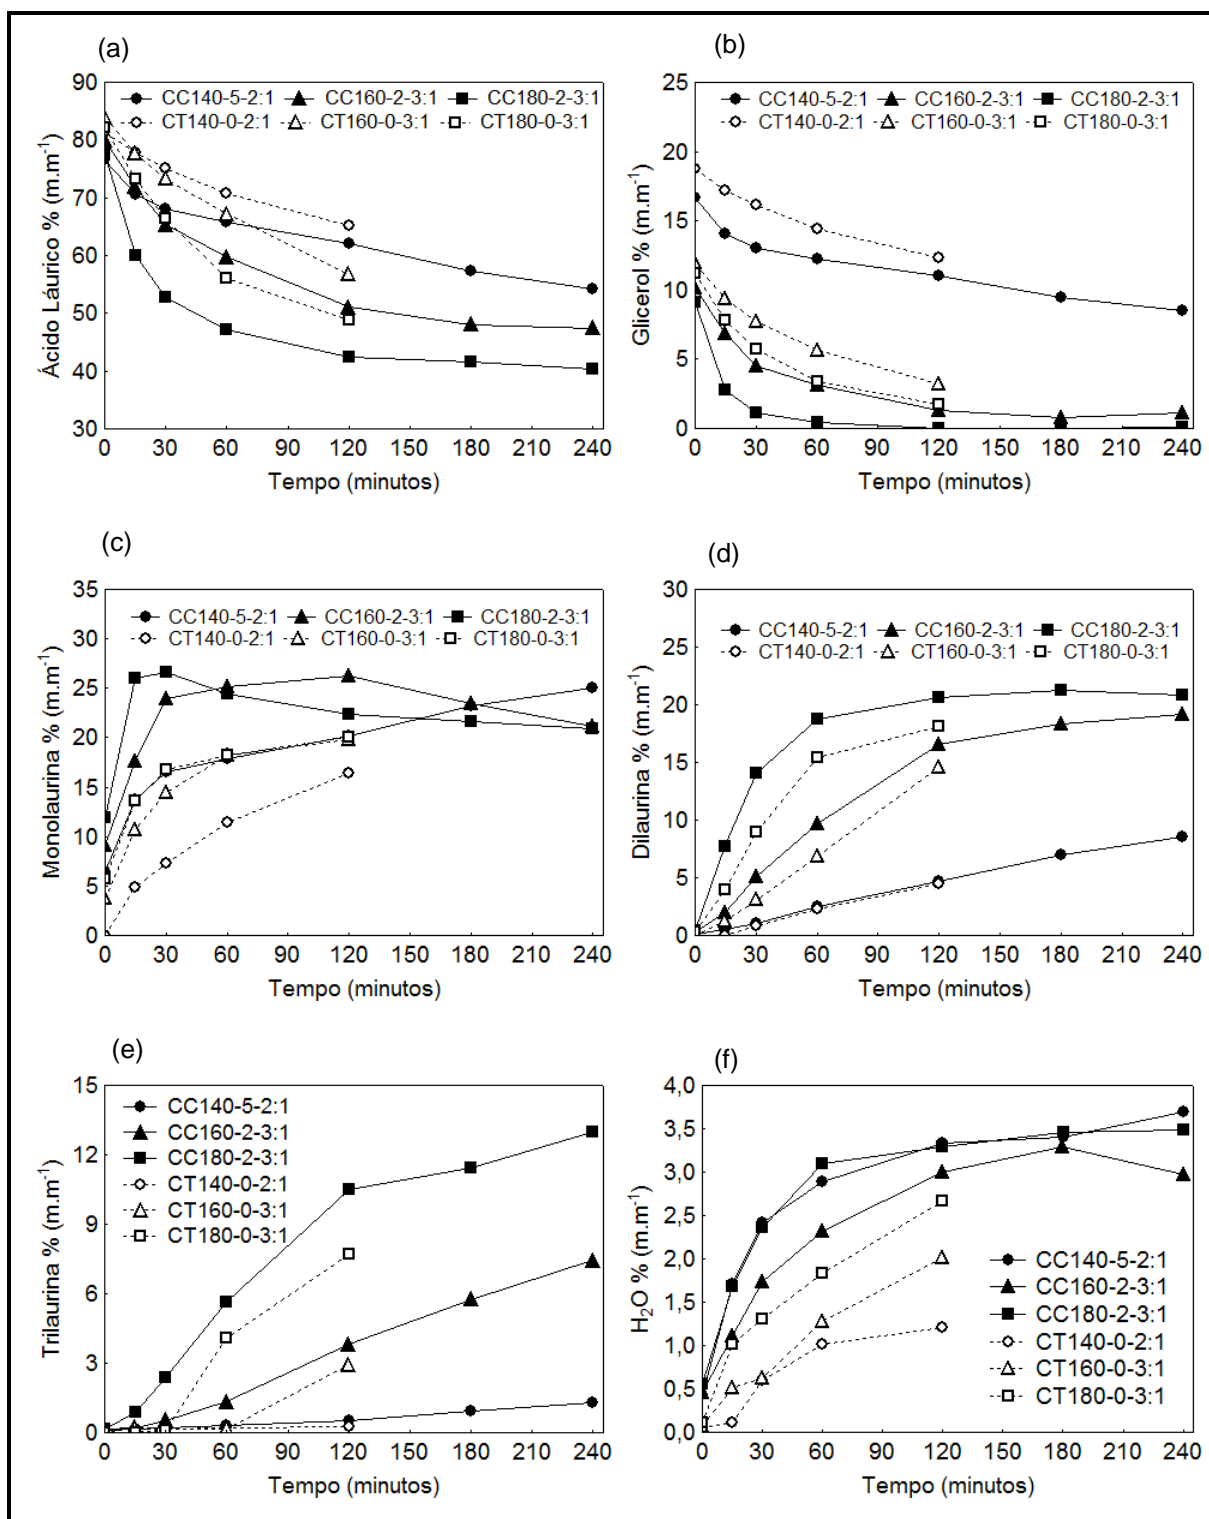 (a)
90
80
70
60
50
40
30
Ácido Láurico % (m.m-1)
CC140-5-2:1 CC160-2-3:1 CC180-2-3:1
CT140-0-2:1 CT160-0-3:1 CT180-0-3:1
0 30 60 90 120 150 180 210 240
Tempo (minutos)
(b)
25
20
15
10
5
0
Glicerol % (m.m-1)
CC140-5-2:1 CC160-2-3:1 CC180-2-3:1
CT140-0-2:1 CT160-0-3:1 CT180-0-3:1
0 30 60 90 120 150 180 210 240
Tempo (minutos)
(c)
35
30
25
20
15
10
5
0
Monolaurina % (m.m-1)
CC140-5-2:1 CC160-2-3:1 CC180-2-3:1
CT140-0-2:1 CT160-0-3:1 CT180-0-3:1
0 30 60 90 120 150 180 210 240
Tempo (minutos)
(d)
30
25
20
15
10
5
0
Dilaurina % (m.m-1)
CC140-5-2:1 CC160-2-3:1 CC180-2-3:1
CT140-0-2:1 CT160-0-3:1 CT180-0-3:1
0 30 60 90 120 150 180 210 240
Tempo (minutos)
(e)
15
12
9
6
3
0
Trilaurina % (m.m-1)
CC140-5-2:1
CC160-2-3:1
CC180-2-3:1
CT140-0-2:1
CT160-0-3:1
CT180-0-3:1
0 30 60 90 120 150 180 210 240
Tempo (minutos)
(f)
4,0
3,5
3,0
2,5
2,0
1,5
1,0
0,5
0,0
H2O % (m.m-1)
CC140-5-2:1
CC160-2-3:1
CC180-2-3:1
CT140-0-2:1
CT160-0-3:1
CT180-0-3:1
0 30 60 90 120 150 180 210 240
Tempo (minutos)